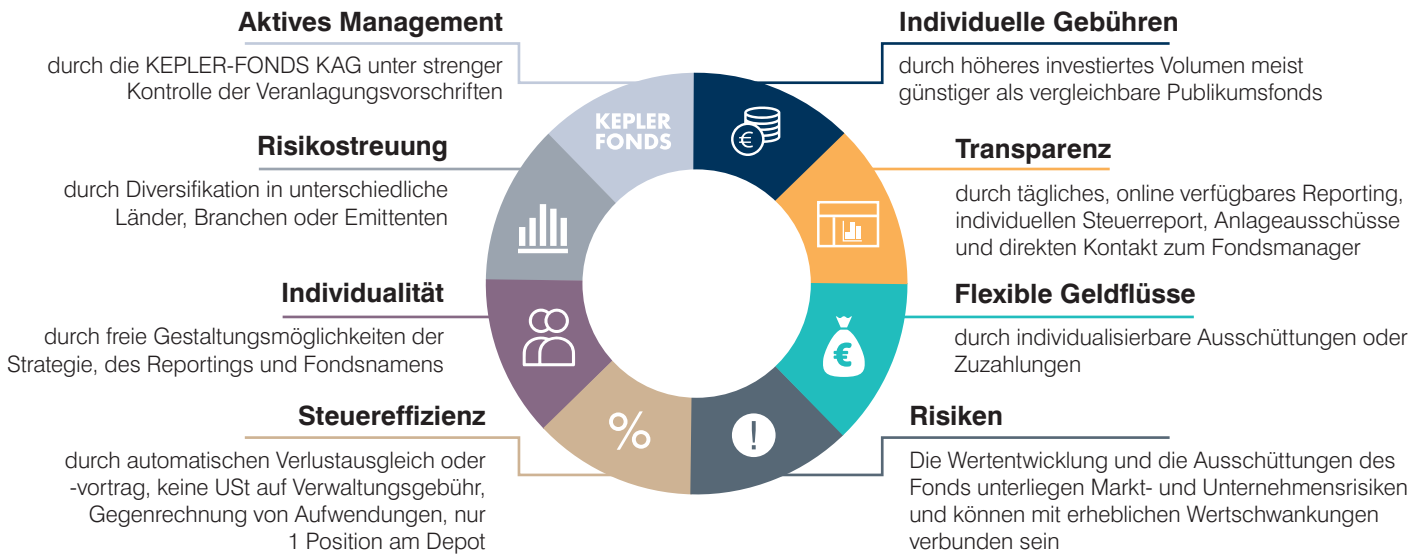 Aktives Management
durch die KEPLER-FONDS KAG unter strenger
Kontrolle der Veranlagungsvorschriften
Risikostreuung
durch Diversifikation in unterschiedliche
Länder, Branchen oder Emittenten
Individualität
durch freie Gestaltungsmöglichkeiten der
Strategie, des Reportings und Fondsnamens
Steuereffizienz
durch automatischen Verlustausgleich oder
-vortrag, keine USt auf Verwaltungsgebühr,
Gegenrechnung von Aufwendungen, nur
1 Position am Depot
KEPLER
FONDS
€
€
%
!
Individuelle Gebühren
durch höheres investiertes Volumen meist
günstiger als vergleichbare Publikumsfonds
Transparenz
durch tägliches, online verfügbares Reporting,
individuellen Steuerreport, Anlageausschüsse
und direkten Kontakt zum Fondsmanager
Flexible Geldflüsse
durch individualisierbare Ausschüttungen oder
Zuzahlungen
Risiken
Die Wertentwicklung und die Ausschüttungen des
Fonds unterliegen Markt- und Unternehmensrisiken
und können mit erheblichen Wertschwankungen
verbunden sein